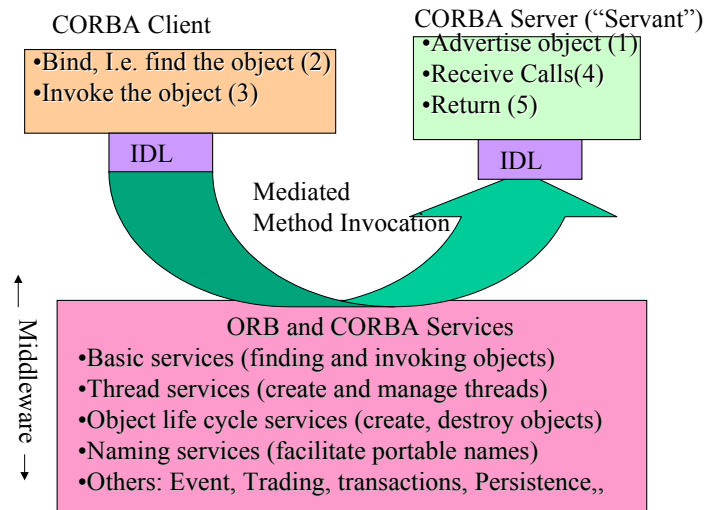 CORBA Client
•Bind, I.e. find the object (2)
•Invoke the object (3)
IDL
CORBA Server (“Servant”)
•Advertise object (1)
•Receive Calls(4)
•Return (5)
IDL
Mediated
Method Invocation
Middleware
ORB and CORBA Services
•Basic services (finding and invoking objects)
•Thread services (create and manage threads)
•Object life cycle services (create, destroy objects)
•Naming services (facilitate portable names)
•Others: Event, Trading, transactions, Persistence,,